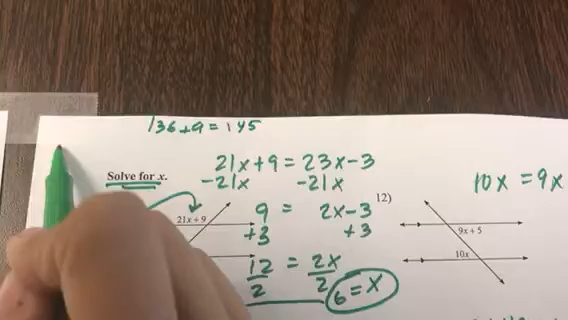 136+9=145
21x+9=23x-3
-21x -21x
Solve for x.
10x = 9x
21x+9
9 = 2x-3
12)
+3 +3
9x+5
12/2 = 2x/2
10x
6=x